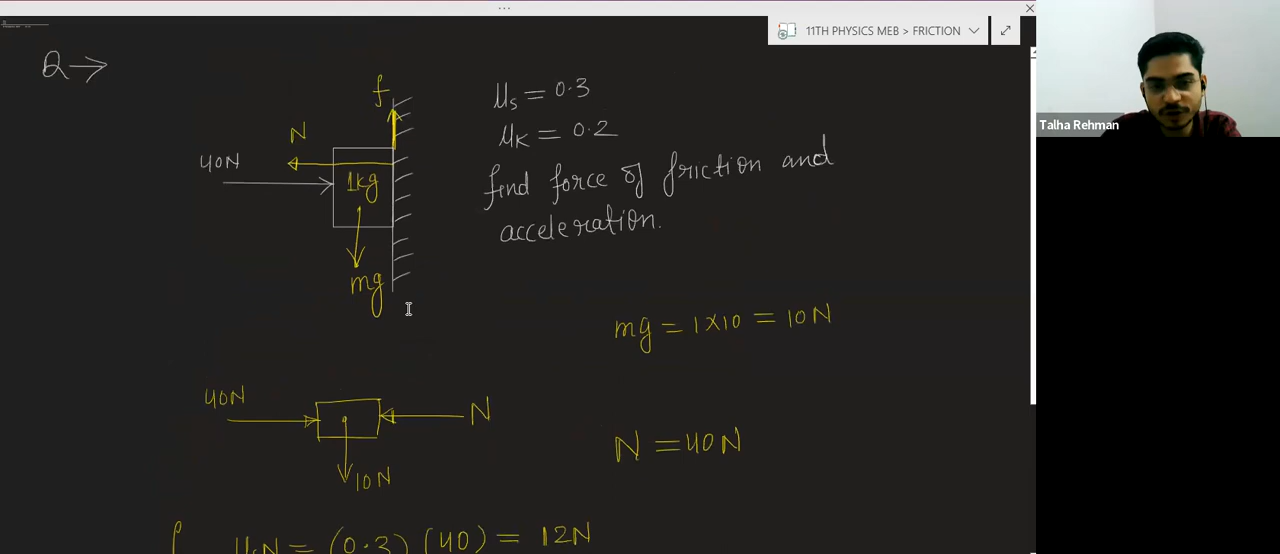 11TH PHYSICS MEB > FRICTION
Talha Rehman
Q →
f
N
40N
1kg
mg
μs = 0.3
μK = 0.2
find force of friction and
acceleration.
mg = 1×10 = 10N
40N
N
10N
N = 40N
μsN = (0.3) (40) = 12N